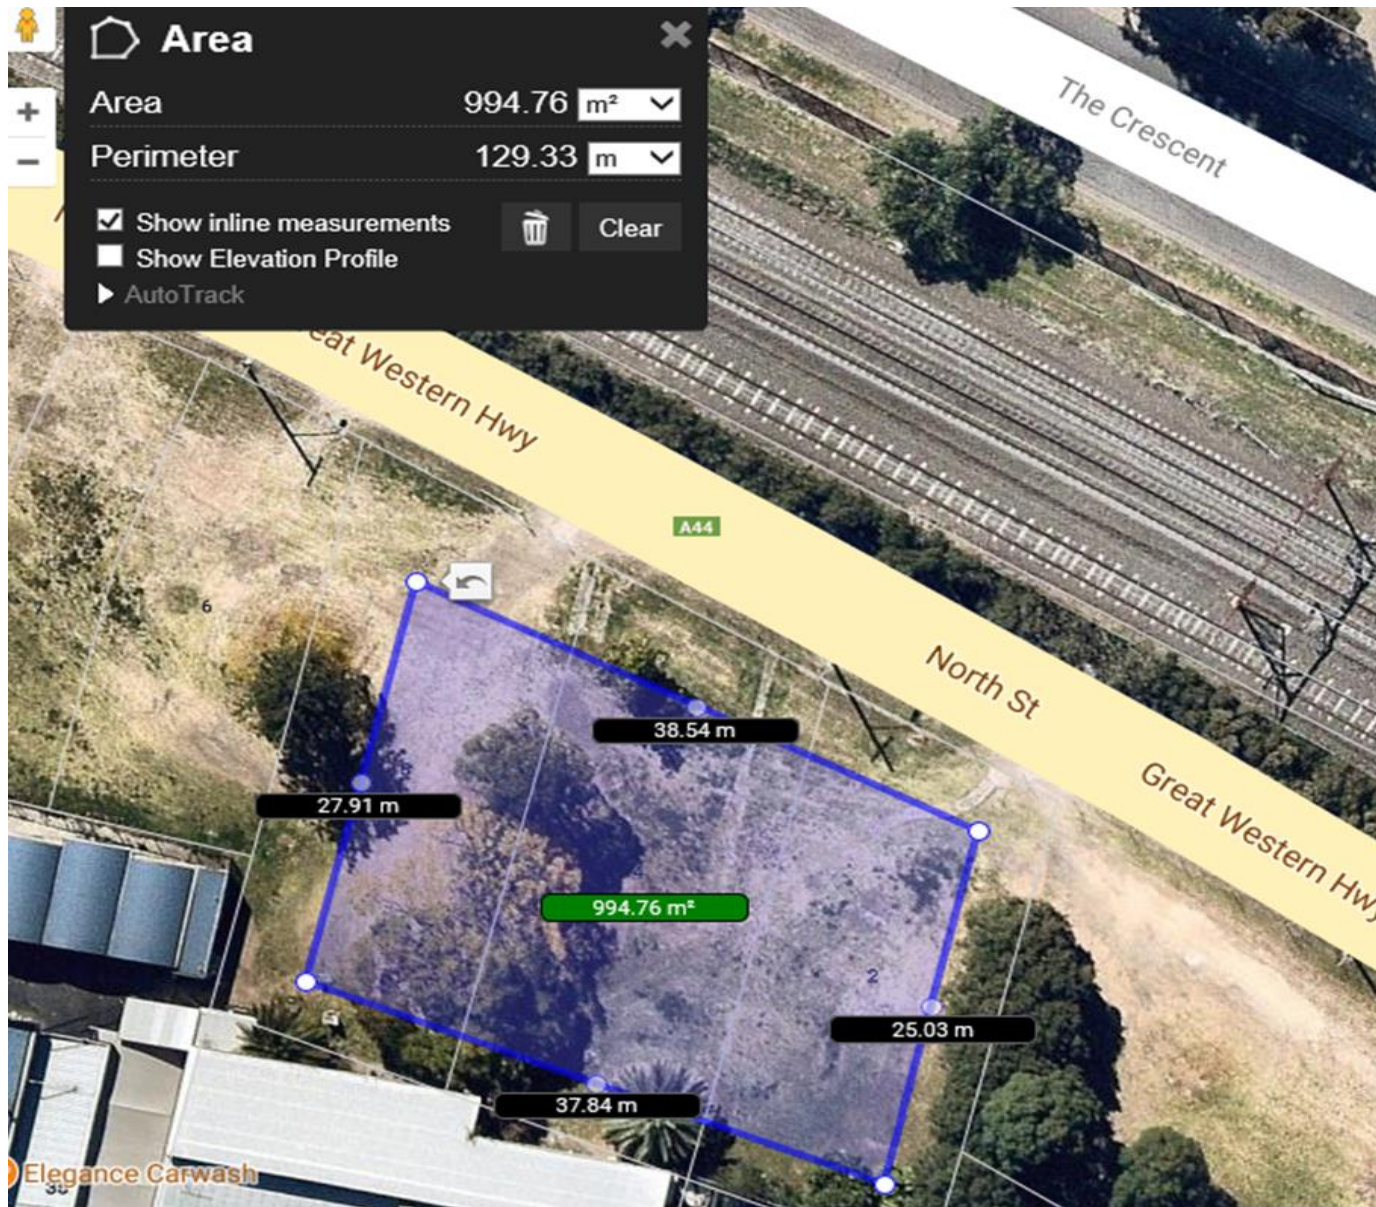 Area
Area 994.76 m²
Perimeter 129.33 m
Show inline measurements
Clear
Show Elevation Profile
AutoTrack
The Crescent
eat Western Hwy
A44
7
6
North St
38.54 m
Great Western Hwy
27.91 m
994.76 m²
2
25.03 m
37.84 m
Elegance Carwash